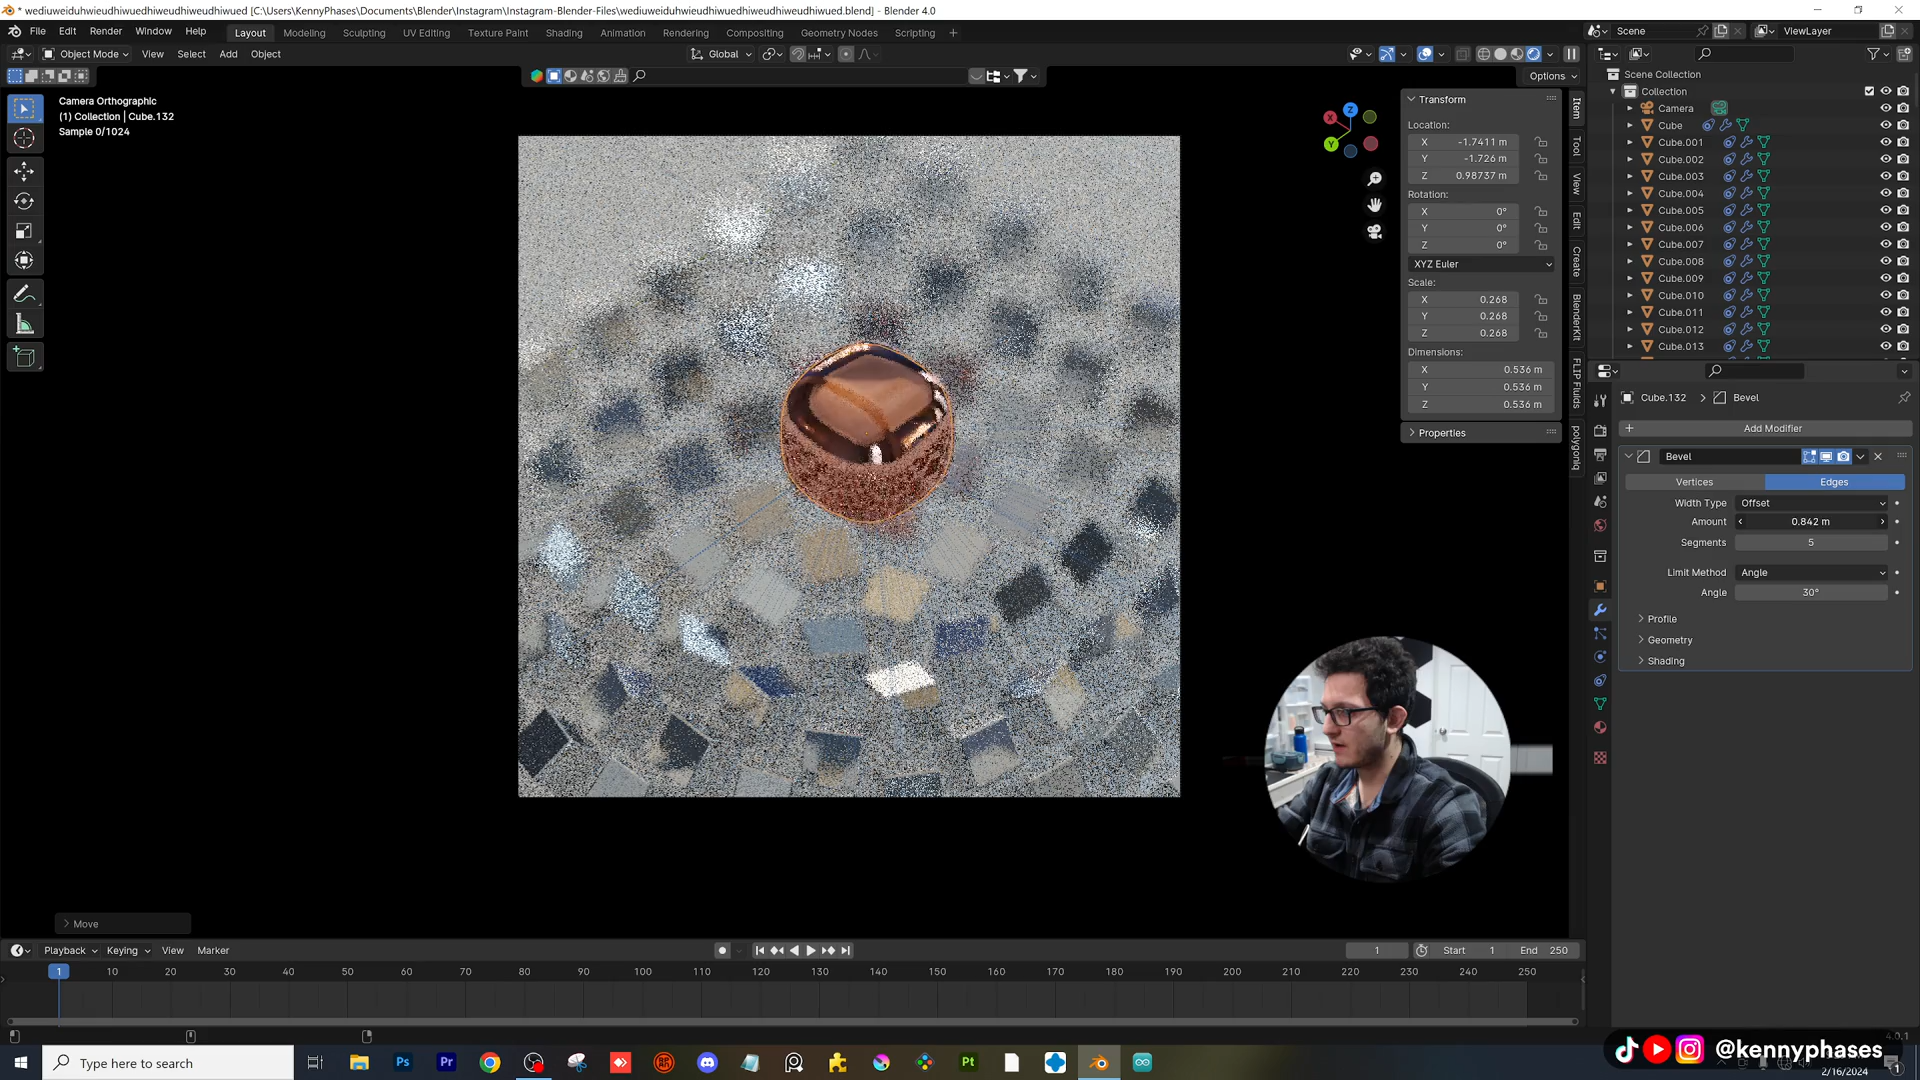 * wediuweiduhwieudhiwuedhiweudhiweudhiweudhiwued [C:\Users\KennyPhases\Documents\Blender\Instagram\Instagram-Blender-Files\wediuweiduhwieudhiwuedhiwuedhiweudhiweudhiwued.blend] - Blender 4.0
File Edit Render Window Help Layout Modeling Sculpting UV Editing Texture Paint Shading Animation Rendering Compositing Geometry Nodes Scripting + Scene ViewLayer
Object Mode View Select Add Object Global
Options
Camera Orthographic
(1) Collection | Cube.132
Sample 0/1024
X
Y
Z
Transform
Location:
X -1.7411 m
Y -1.726 m
Z 0.98737 m
Rotation:
X 0°
Y 0°
Z 0°
XYZ Euler
Scale:
X 0.268
Y 0.268
Z 0.268
Dimensions:
X 0.536 m
Y 0.536 m
Z 0.536 m
Properties
Item
Tool
View
Edit
Create
BlenderKit
FLIP Fluids
polygoniq
Scene Collection
Collection
Camera
Cube
Cube.001
Cube.002
Cube.003
Cube.004
Cube.005
Cube.006
Cube.007
Cube.008
Cube.009
Cube.010
Cube.011
Cube.012
Cube.013
Cube.132 > Bevel
+ Add Modifier
Bevel
Vertices Edges
Width Type Offset
Amount 0.842 m
Segments 5
Limit Method Angle
Angle 30°
Profile
Geometry
Shading
Move
Playback Keying View Marker 1 Start 1 End 250
1 10 20 30 40 50 60 70 80 90 100 110 120 130 140 150 160 170 180 190 200 210 220 230 240 250
4.0.1
Type here to search Ps Pr Pt
@kennyphases
2/16/2024